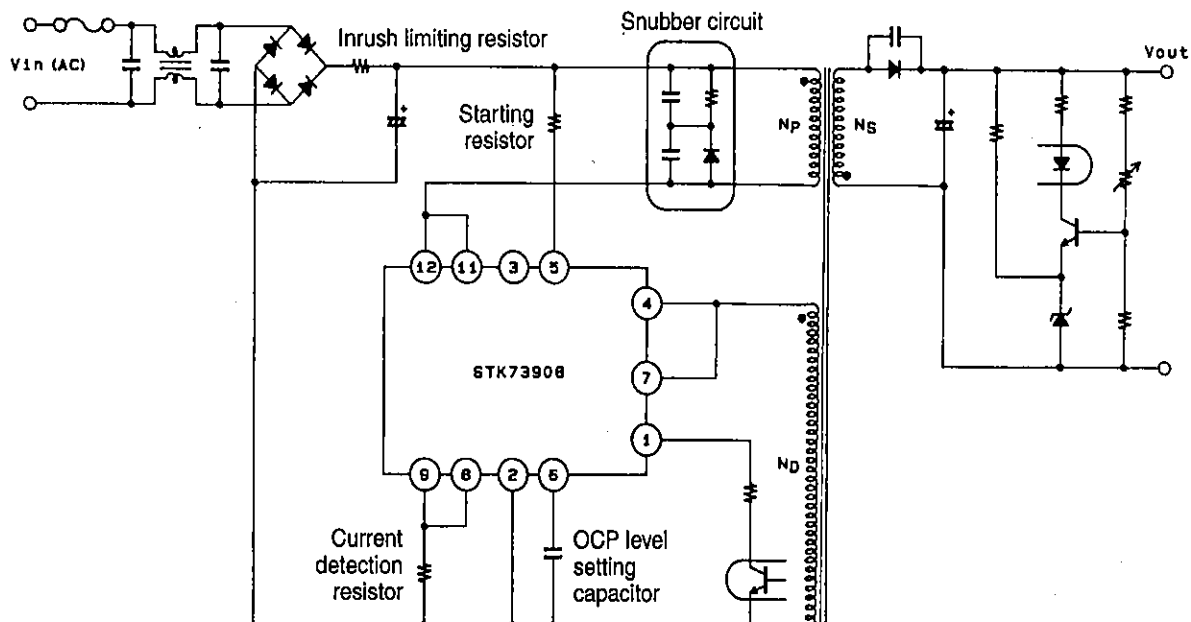 Snubber circuit
Inrush limiting resistor
Vin (AC)
Vout
Starting
resistor
NP
NS
12
11
3
5
4
STK73908
7
1
ND
9
8
2
6
Current
detection
resistor
OCP level
setting
capacitor